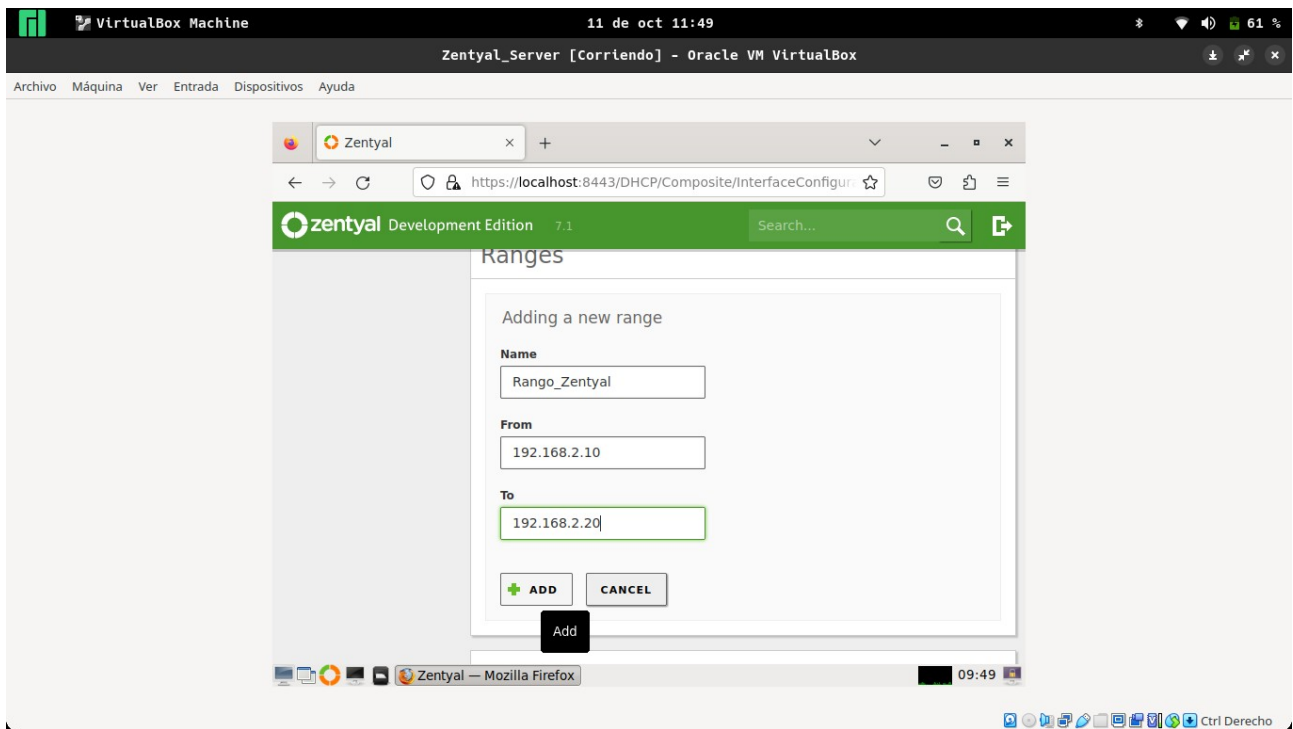 VirtualBox Machine 11 de oct 11:49 61 %
Zentyal_Server [Corriendo] - Oracle VM VirtualBox
Archivo Máquina Ver Entrada Dispositivos Ayuda
Zentyal
https://localhost:8443/DHCP/Composite/InterfaceConfigur
zentyal Development Edition 7.1 Search...
Ranges
Adding a new range
Name
Rango_Zentyal
From
192.168.2.10
To
192.168.2.20
ADD CANCEL
Add
Zentyal — Mozilla Firefox 09:49
Ctrl Derecho